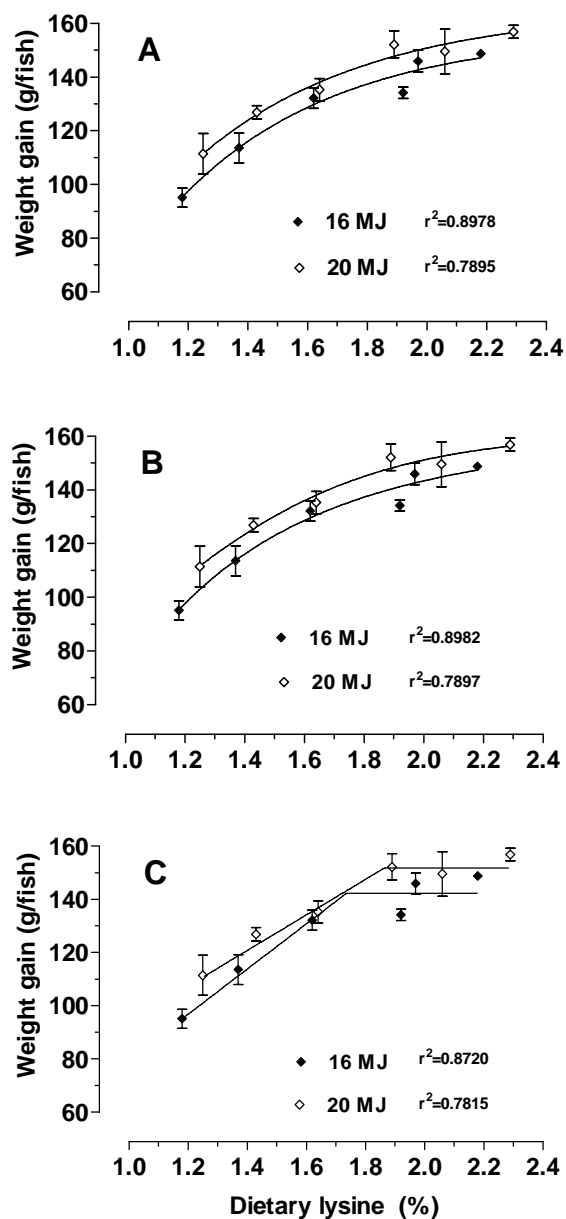 160
A
140
120
100
80
60
Weight gain (g/fish)
16 MJ r²=0.8978
20 MJ r²=0.7895
1.0 1.2 1.4 1.6 1.8 2.0 2.2 2.4
160
B
140
120
100
80
60
Weight gain (g/fish)
16 MJ r²=0.8982
20 MJ r²=0.7897
1.0 1.2 1.4 1.6 1.8 2.0 2.2 2.4
160
C
140
120
100
80
60
Weight gain (g/fish)
16 MJ r²=0.8720
20 MJ r²=0.7815
1.0 1.2 1.4 1.6 1.8 2.0 2.2 2.4
Dietary lysine (%)